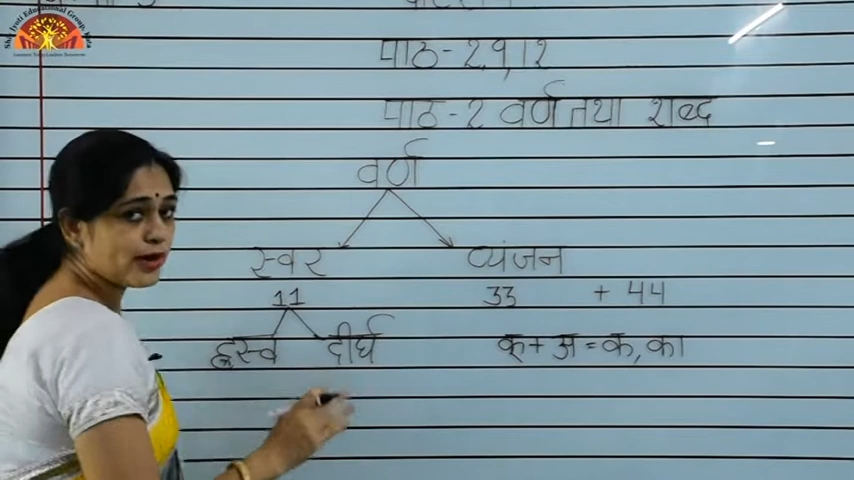 पाठ- 2,9,12
पाठ-2 वर्ण तथा शब्द
वर्ण
स्वर व्यंजन
11 33 + 44
ह्रस्व दीर्घ क्+अ=क,का